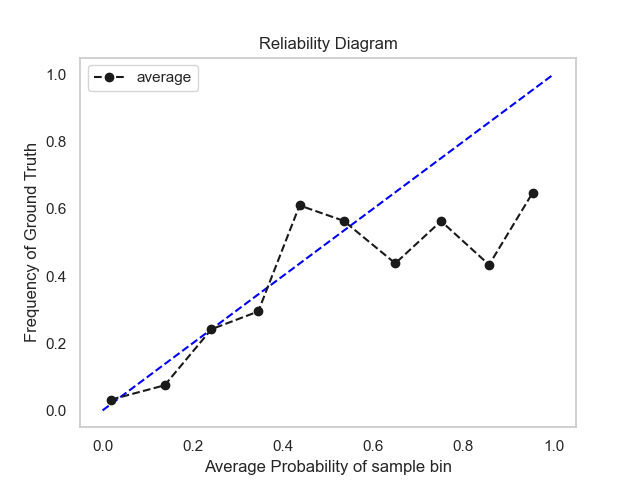 Reliability Diagram
average
1.0
0.8
0.6
0.4
0.2
0.0
Frequency of Ground Truth
0.0 0.2 0.4 0.6 0.8 1.0
Average Probability of sample bin